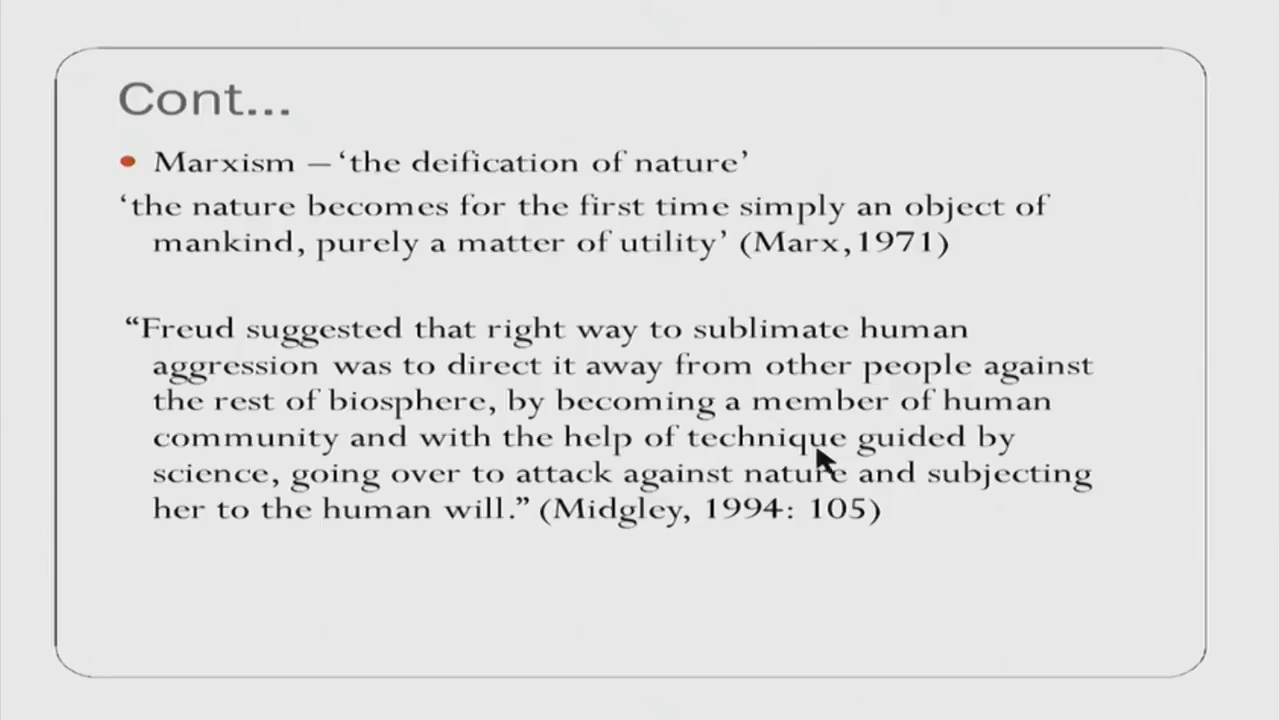 Cont...
• Marxism – ‘the deification of nature’
‘the nature becomes for the first time simply an object of
mankind, purely a matter of utility’ (Marx,1971)
“Freud suggested that right way to sublimate human
aggression was to direct it away from other people against
the rest of biosphere, by becoming a member of human
community and with the help of technique guided by
science, going over to attack against nature and subjecting
her to the human will.” (Midgley, 1994: 105)